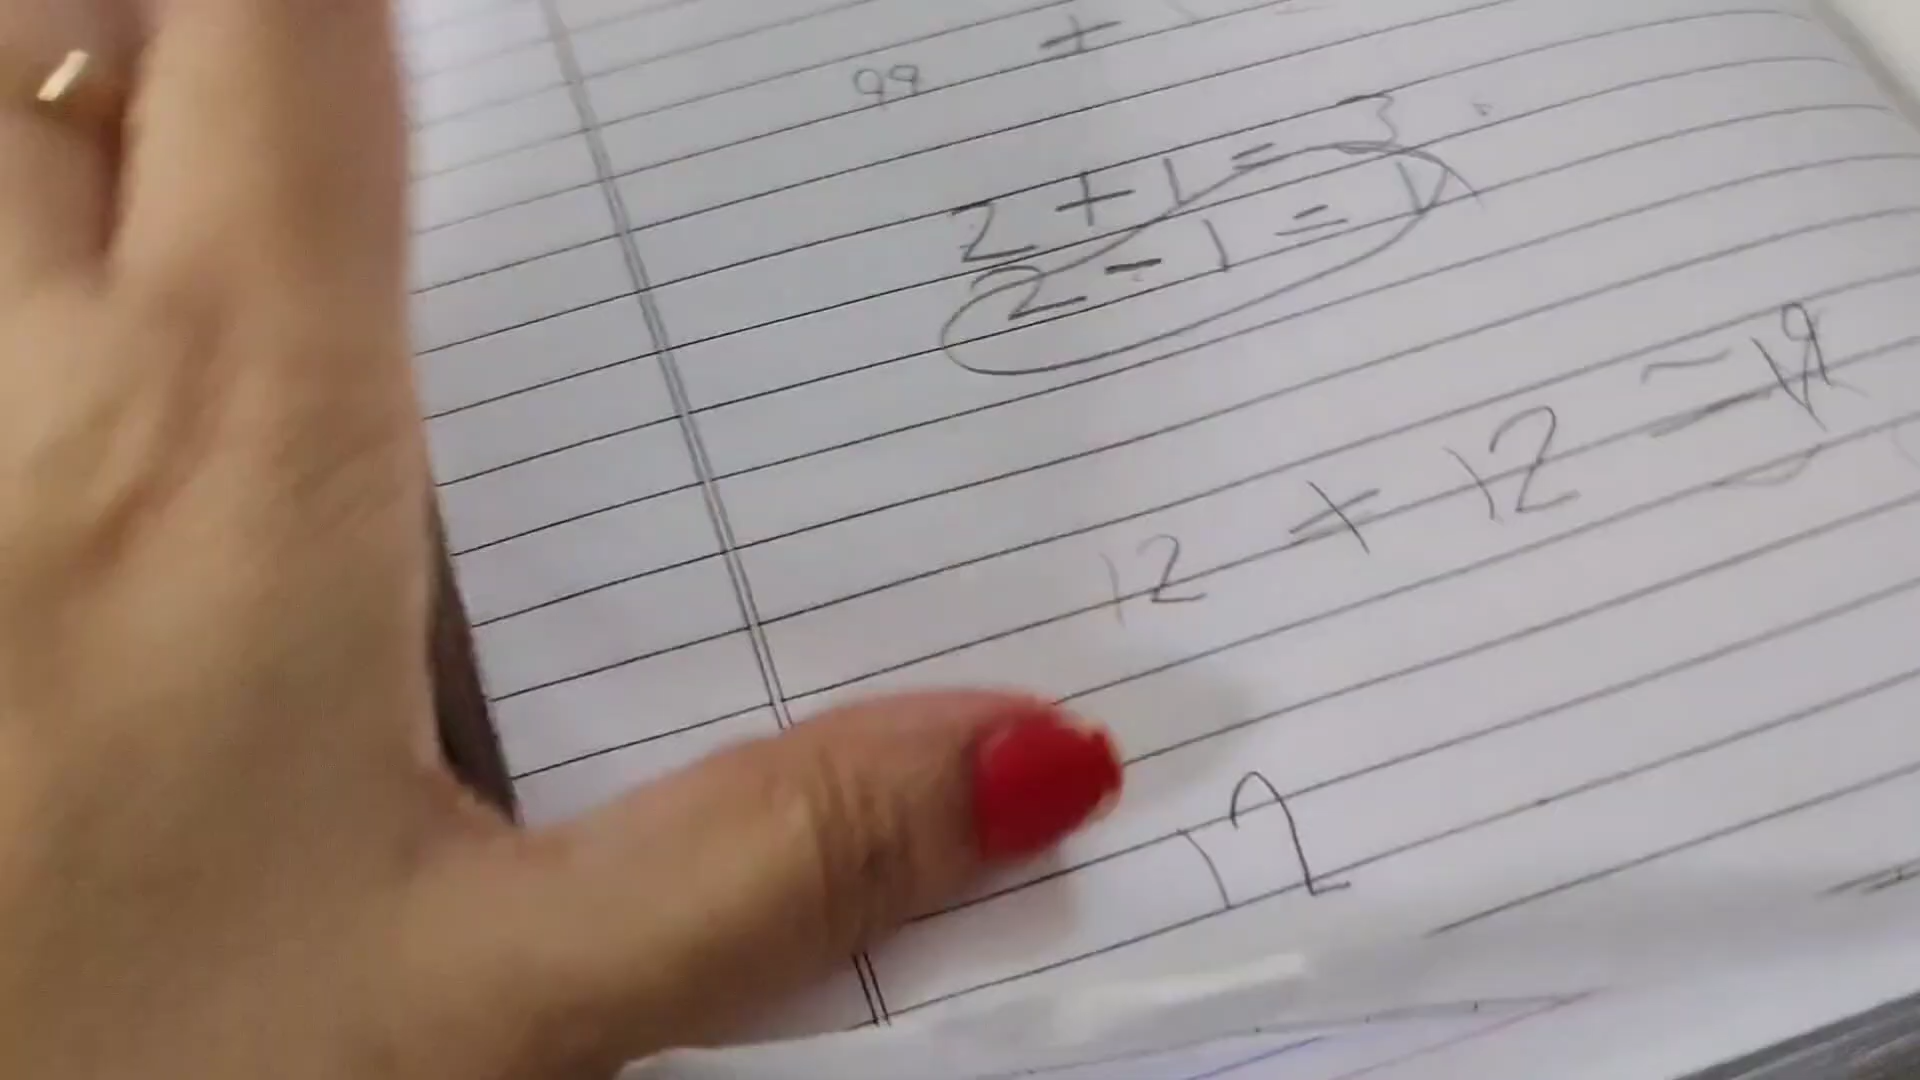 99 +
2 + 1 = 3
2 - 1 = 1
12 + 12 =
12